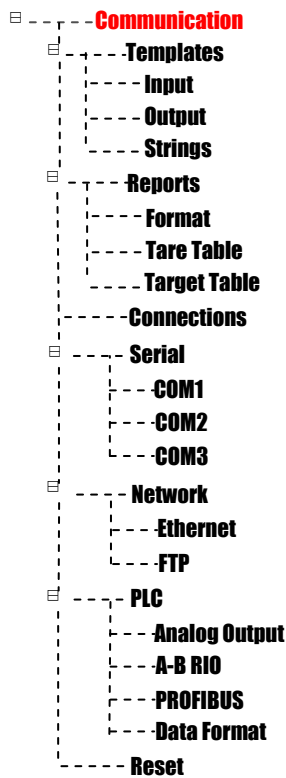 Communication
Templates
Input
Output
Strings
Reports
Format
Tare Table
Target Table
Connections
Serial
COM1
COM2
COM3
Network
Ethernet
FTP
PLC
Analog Output
A-B RIO
PROFIBUS
Data Format
Reset